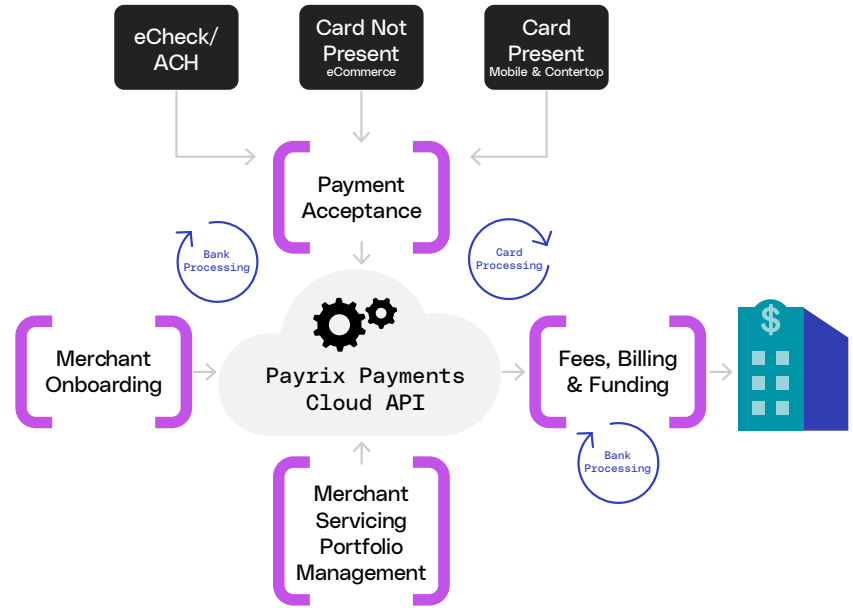 eCheck/
ACH
Card Not
Present
eCommerce
Card
Present
Mobile & Contertop
Payment
Acceptance
Bank
Processing
Card
Processing
Merchant
Onboarding
Payrix Payments
Cloud API
Fees, Billing
& Funding
$
Bank
Processing
Merchant
Servicing
Portfolio
Management